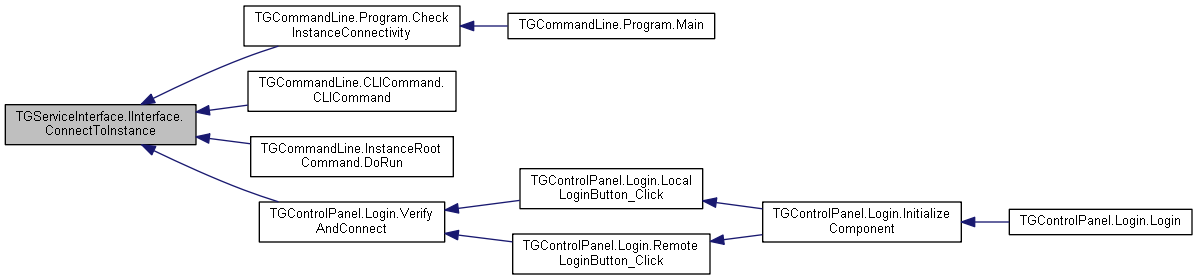 TGCommandLine.Program.Check
InstanceConnectivity
TGCommandLine.Program.Main
TGCommandLine.CLICommand.
CLICommand
TGServiceInterface.IInterface.
ConnectToInstance
TGCommandLine.InstanceRoot
Command.DoRun
TGControlPanel.Login.Verify
AndConnect
TGControlPanel.Login.Local
LoginButton_Click
TGControlPanel.Login.Remote
LoginButton_Click
TGControlPanel.Login.Initialize
Component
TGControlPanel.Login.Login